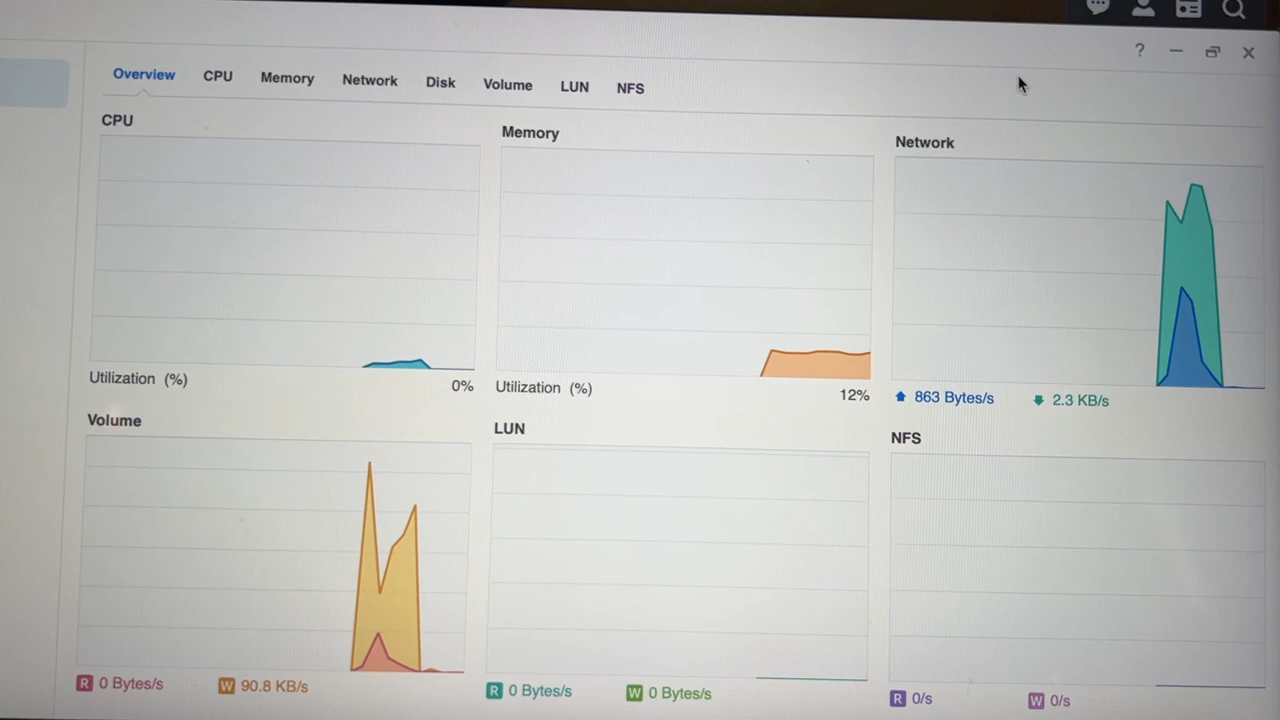 Overview CPU Memory Network Disk Volume LUN NFS
CPU
Utilization (%) 0%
Memory
Utilization (%) 12%
Network
863 Bytes/s 2.3 KB/s
Volume
R 0 Bytes/s W 90.8 KB/s
LUN
R 0 Bytes/s W 0 Bytes/s
NFS
R 0/s W 0/s